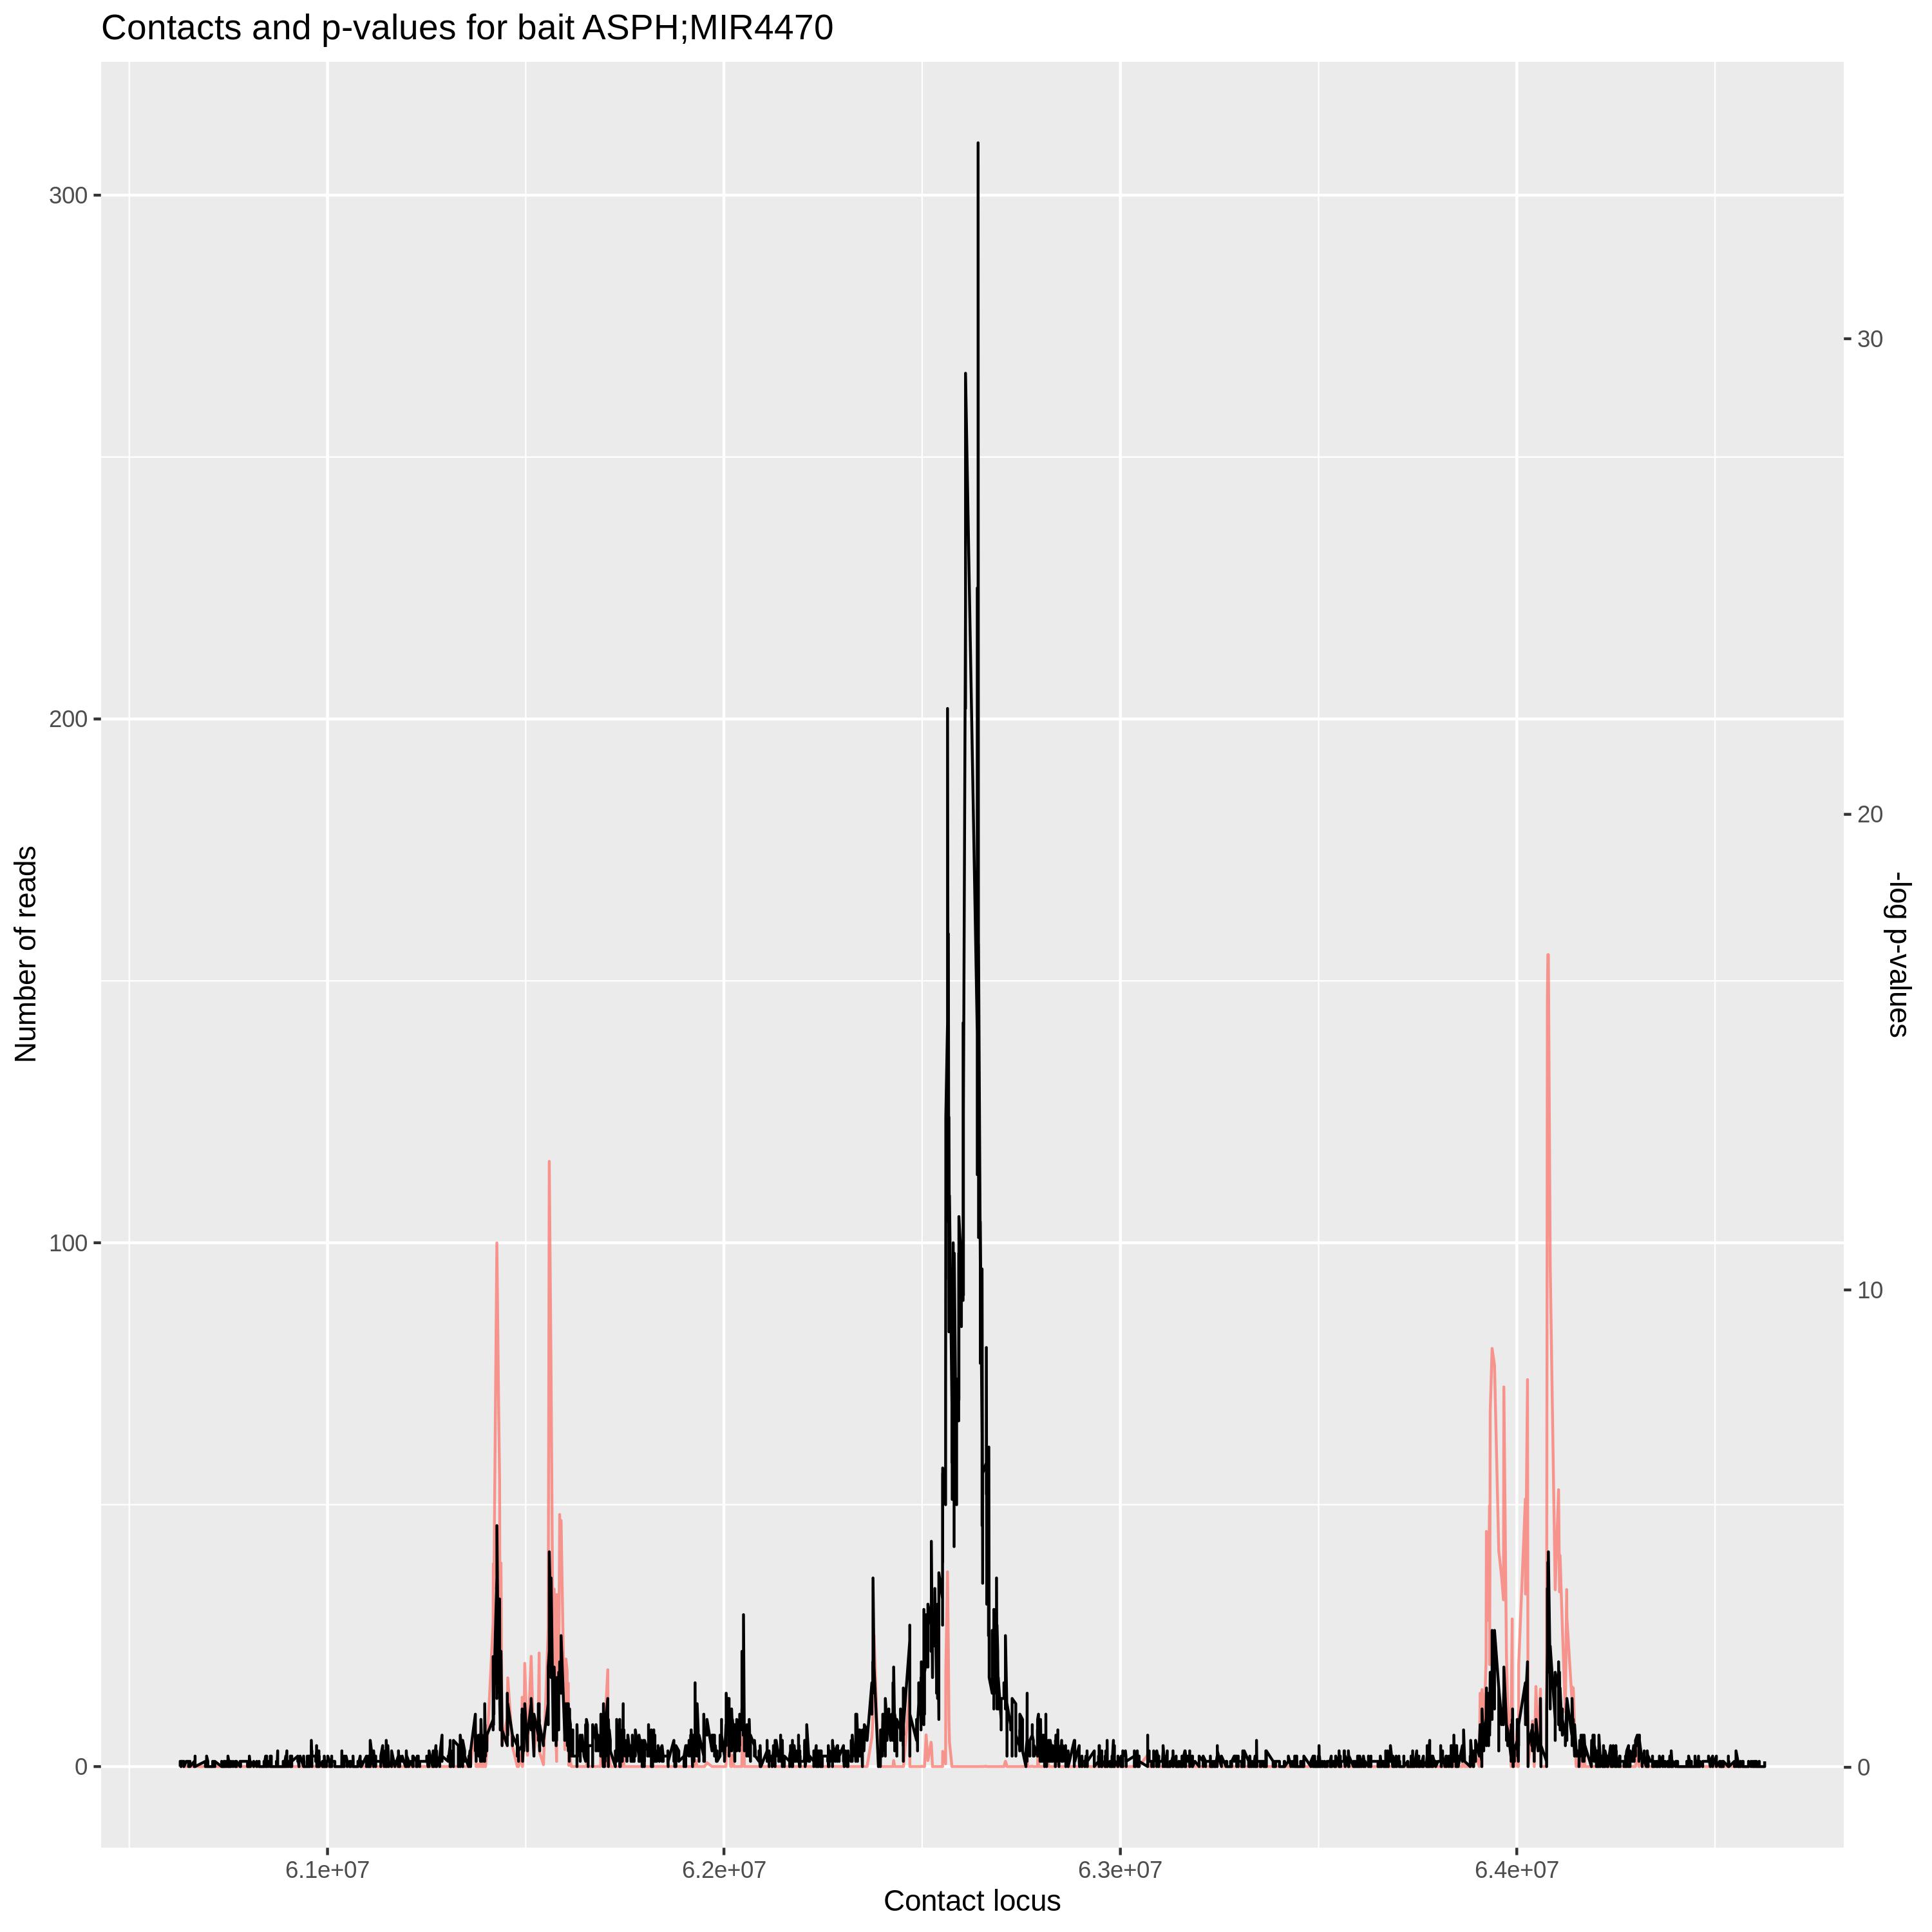 Contacts and p-values for bait ASPH;MIR4470
300
200
100
0
Number of reads
30
20
10
0
-log p-values
6.1e+07
6.2e+07
6.3e+07
6.4e+07
Contact locus